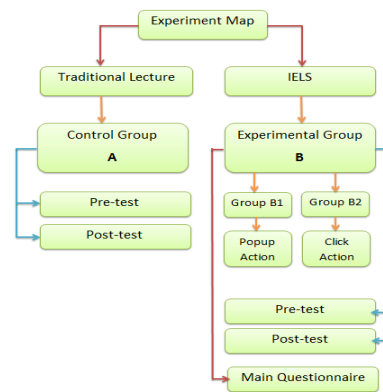 Experiment Map
Traditional Lecture
IELS
Control Group
A
Experimental Group
B
Pre-test
Post-test
Group B1
Group B2
Popup
Action
Click
Action
Pre-test
Post-test
Main Questionnaire